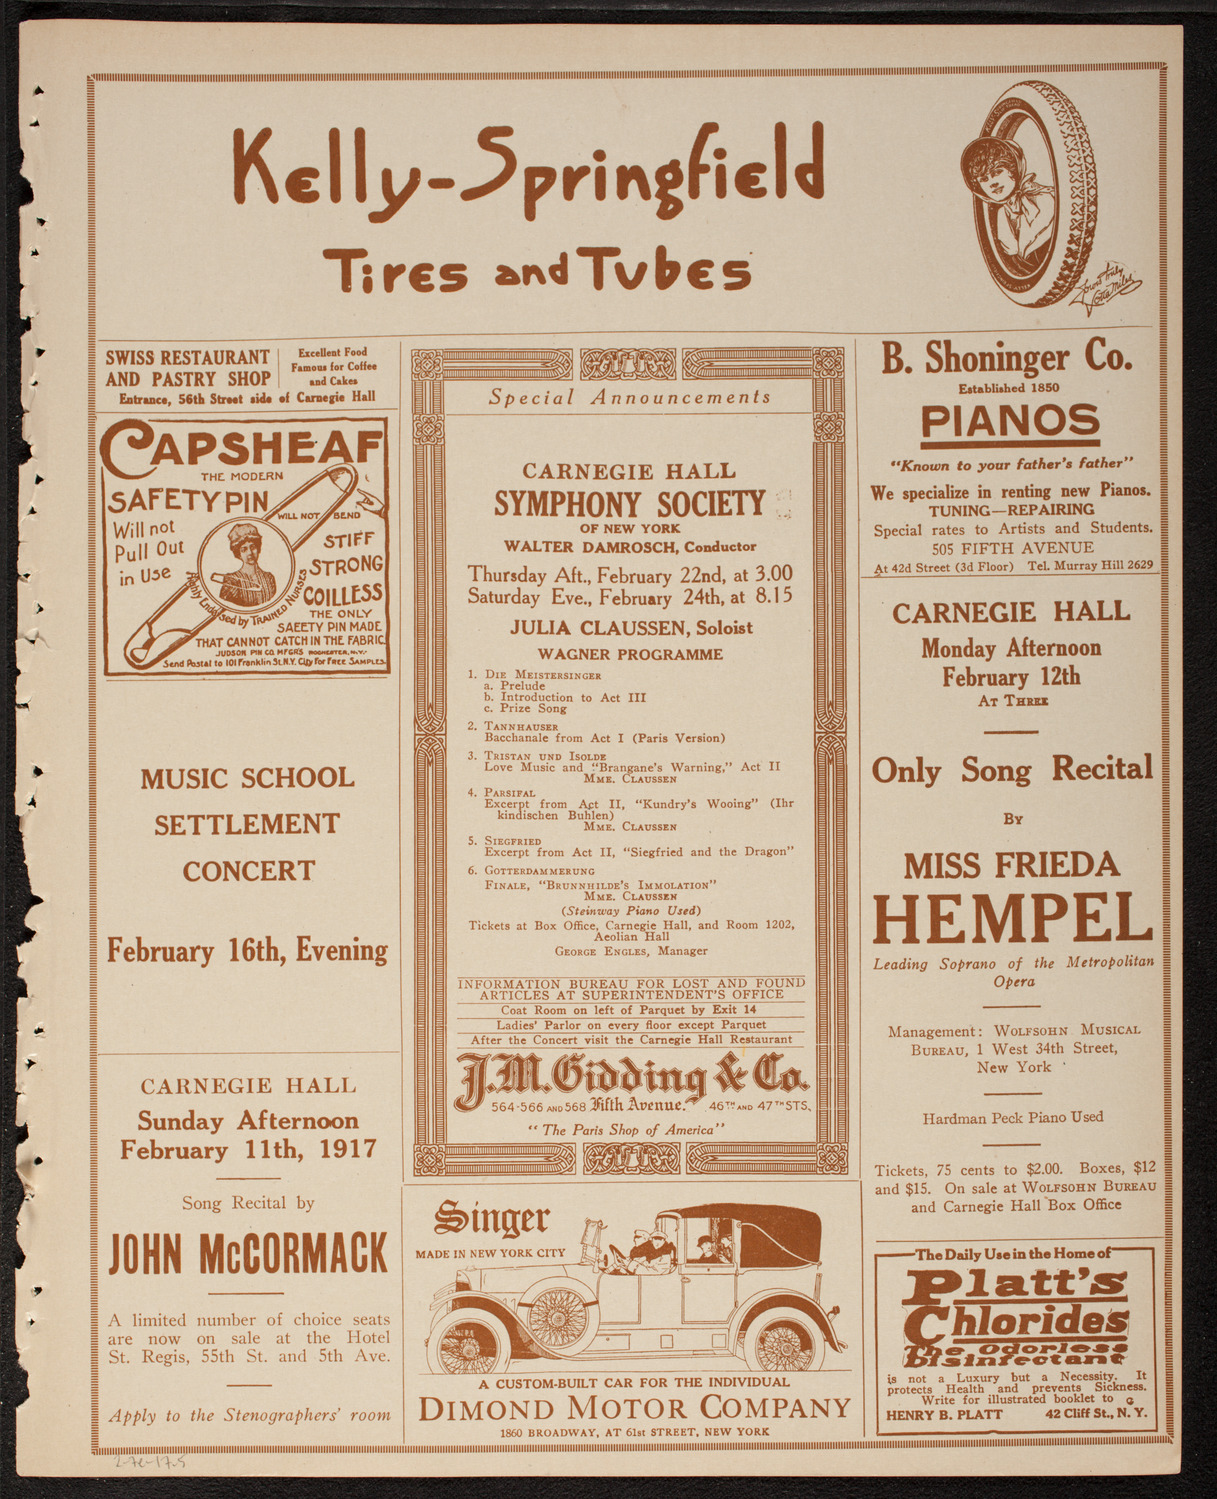 Kelly-Springfield
Tires and Tubes
Yours truly
Lotta Miles
SWISS RESTAURANT
AND PASTRY SHOP
Excellent Food
Famous for Coffee
and Cakes
Entrance, 56th Street side of Carnegie Hall
CAPSHEAF
THE MODERN
SAFETY PIN
WILL NOT BEND
Will not
Pull Out
in Use
STIFF
STRONG
COILLESS
Highly Endorsed by TRAINED NURSES
THE ONLY
SAFETY PIN MADE
THAT CANNOT CATCH IN THE FABRIC.
JUDSON PIN CO. MFGR'S ROCHESTER, N.Y.
Send Postal to 101 Franklin St. N.Y. City for FREE SAMPLES.
MUSIC SCHOOL
SETTLEMENT
CONCERT
February 16th, Evening
CARNEGIE HALL
Sunday Afternoon
February 11th, 1917
Song Recital by
JOHN McCORMACK
A limited number of choice seats
are now on sale at the Hotel
St. Regis, 55th St. and 5th Ave.
Apply to the Stenographers' room
Special Announcements
CARNEGIE HALL
SYMPHONY SOCIETY
OF NEW YORK
WALTER DAMROSCH, Conductor
Thursday Aft., February 22nd, at 3.00
Saturday Eve., February 24th, at 8.15
JULIA CLAUSSEN, Soloist
WAGNER PROGRAMME
1. DIE MEISTERSINGER
a. Prelude
b. Introduction to Act III
c. Prize Song
2. TANNHAUSER
Bacchanale from Act I (Paris Version)
3. TRISTAN UND ISOLDE
Love Music and "Brangane's Warning," Act II
MME. CLAUSSEN
4. PARSIFAL
Excerpt from Act II, "Kundry's Wooing" (Ihr
kindischen Buhlen)
MME. CLAUSSEN
5. SIEGFRIED
Excerpt from Act II, "Siegfried and the Dragon"
6. GOTTERDAMMERUNG
FINALE, "BRUNNHILDE'S IMMOLATION"
MME. CLAUSSEN
(Steinway Piano Used)
Tickets at Box Office, Carnegie Hall, and Room 1202,
Aeolian Hall
GEORGE ENGLES, Manager
INFORMATION BUREAU FOR LOST AND FOUND
ARTICLES AT SUPERINTENDENT'S OFFICE
Coat Room on left of Parquet by Exit 14
Ladies' Parlor on every floor except Parquet
After the Concert visit the Carnegie Hall Restaurant
J. M. Gidding & Co.
564-566 AND 568 Fifth Avenue. 46TH AND 47TH STS.
"The Paris Shop of America"
Singer
MADE IN NEW YORK CITY
A CUSTOM-BUILT CAR FOR THE INDIVIDUAL
DIMOND MOTOR COMPANY
1860 BROADWAY, AT 61st STREET, NEW YORK
B. Shoninger Co.
Established 1850
PIANOS
"Known to your father's father"
We specialize in renting new Pianos.
TUNING—REPAIRING
Special rates to Artists and Students.
505 FIFTH AVENUE
At 42d Street (3d Floor) Tel. Murray Hill 2629
CARNEGIE HALL
Monday Afternoon
February 12th
AT THREE
Only Song Recital
BY
MISS FRIEDA
HEMPEL
Leading Soprano of the Metropolitan
Opera
Management: WOLFSOHN MUSICAL
BUREAU, 1 West 34th Street,
New York
Hardman Peck Piano Used
Tickets, 75 cents to $2.00. Boxes, $12
and $15. On sale at WOLFSOHN BUREAU
and Carnegie Hall Box Office
The Daily Use in the Home of
Platt's
Chlorides
The Odorless
Disinfectant
is not a Luxury but a Necessity. It
protects Health and prevents Sickness.
Write for illustrated booklet to G
HENRY B. PLATT 42 Cliff St., N. Y.
2-7e-17.5